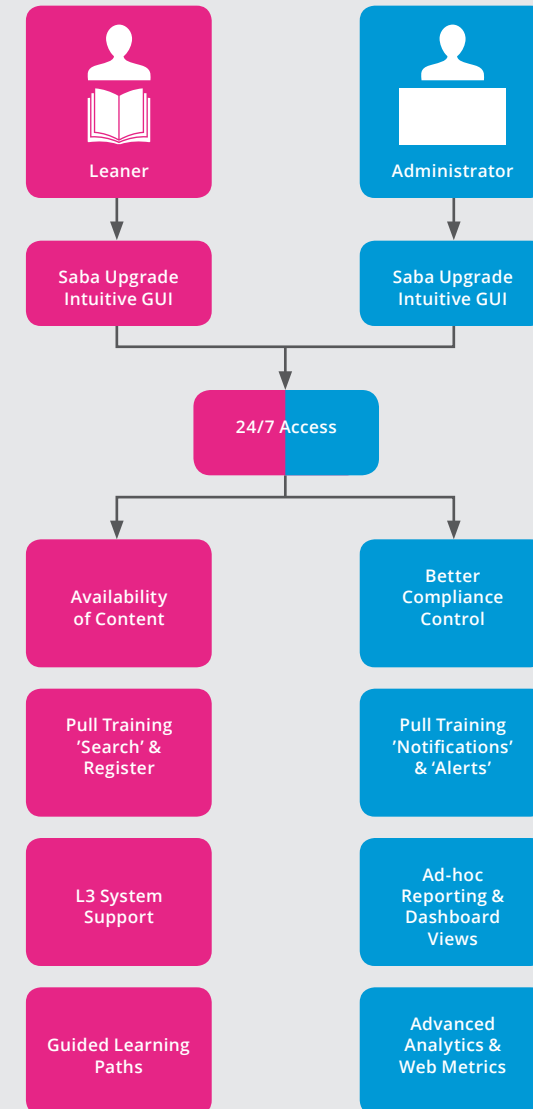 Leaner
Administrator
Saba Upgrade
Intuitive GUI
Saba Upgrade
Intuitive GUI
24/7 Access
Availability
of Content
Better
Compliance
Control
Pull Training
’Search’ &
Register
Pull Training
’Notifications’
& ‘Alerts’
L3 System
Support
Ad-hoc
Reporting &
Dashboard
Views
Guided Learning
Paths
Advanced
Analytics &
Web Metrics